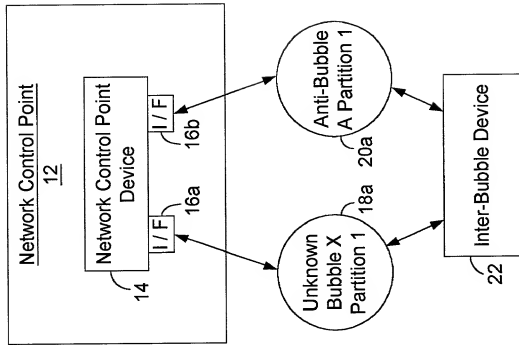 Network Control Point
12
Network Control Point
Device
14
I / F
16a
I / F
16b
Unknown
Bubble X
Partition 1
18a
Anti-Bubble
A Partition 1
20a
Inter-Bubble Device
22